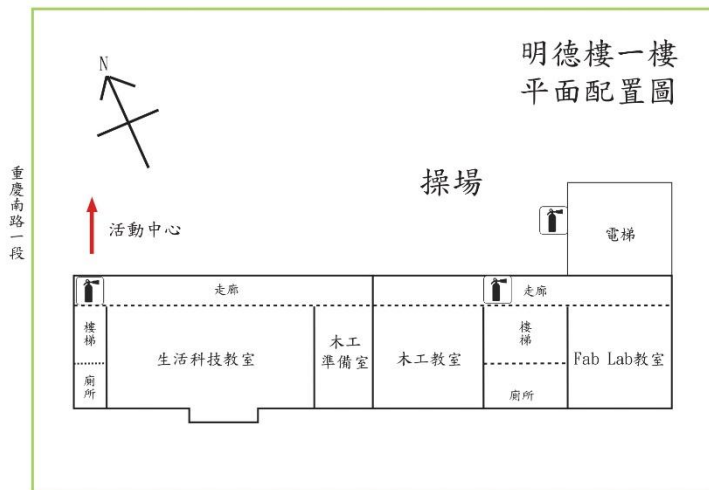 明德樓一樓
平面配置圖
N
重慶南路一段
操場
活動中心
電梯
走廊
走廊
樓梯
生活科技教室
木工
準備室
木工教室
樓梯
Fab Lab教室
廁所
廁所